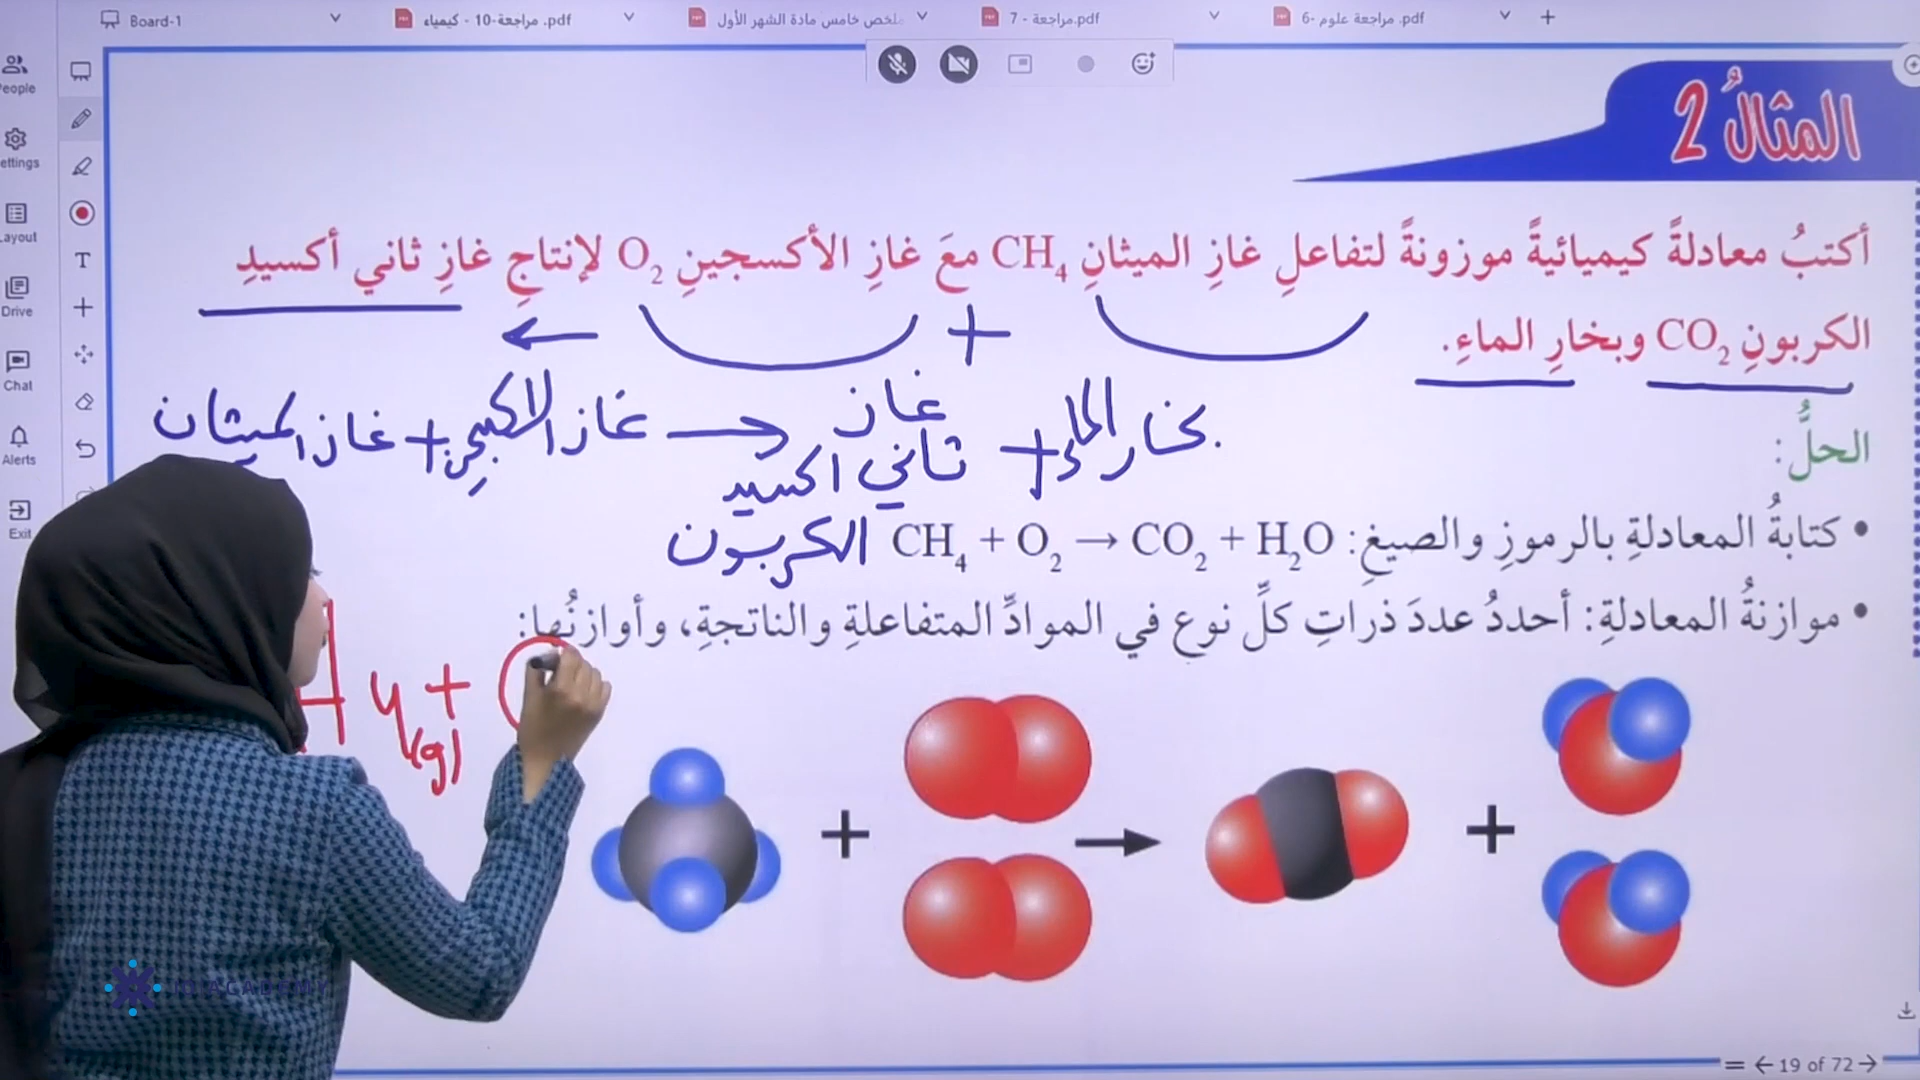 Board-1
مراجعة-10 - كيمياء .pdf
ملخص خامس مادة الشهر الأول
مراجعة - 7.pdf
مراجعة علوم -6 .pdf
People
Settings
Layout
Drive
Chat
Alerts
Exit
T
المثالُ 2
أكتبُ معادلةً كيميائيةً موزونةً لتفاعلِ غازِ الميثانِ CH₄ معَ غازِ الأكسجينِ O₂ لإنتاجِ غازِ ثاني أكسيدِ
الكربونِ CO₂ وبخارِ الماءِ.
+ ←
غاز الميثان + غاز الاكسجين → غاز ثاني اكسيد الكربون + بخار الماء
الحلُّ:
• كتابةُ المعادلةِ بالرموزِ والصيغِ: CH₄ + O₂ → CO₂ + H₂O
• موازنةُ المعادلةِ: أحددُ عددَ ذراتِ كلِّ نوع في الموادِّ المتفاعلةِ والناتجةِ، وأوازنُها:
H 4 (g) +
+ → +
IQ ACADEMY
19 of 72